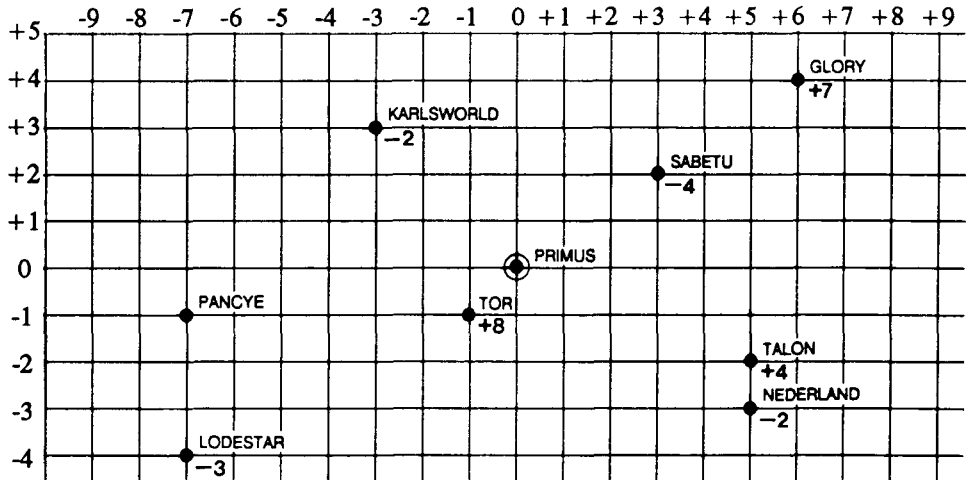 -9 -8 -7 -6 -5 -4 -3 -2 -1 0 +1 +2 +3 +4 +5 +6 +7 +8 +9
+5
GLORY
+4
+7
KARLSWORLD
+3
−2
SABETU
+2
−4
+1
PRIMUS
0
PANCYE
TOR
-1
+8
TALON
-2
+4
NEDERLAND
-3
−2
LODESTAR
-4
−3